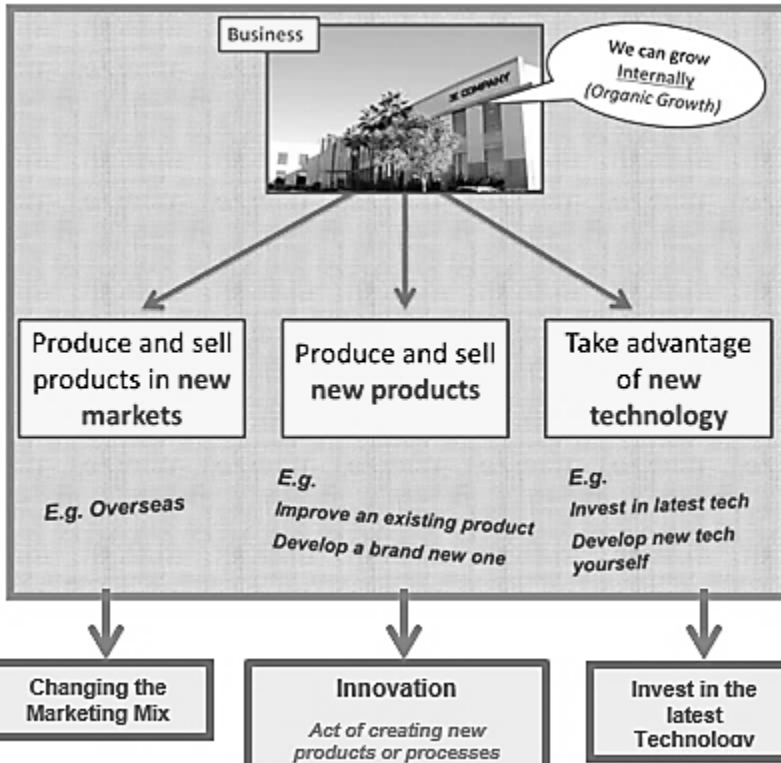 Business
We can grow
Internally
(Organic Growth)
COMPANY
Produce and sell
products in new
markets
Produce and sell
new products
Take advantage
of new
technology
E.g. Overseas
E.g.
Improve an existing product
Develop a brand new one
E.g.
Invest in latest tech
Develop new tech
yourself
Changing the
Marketing Mix
Innovation
Act of creating new
products or processes
Invest in the
latest
Technology